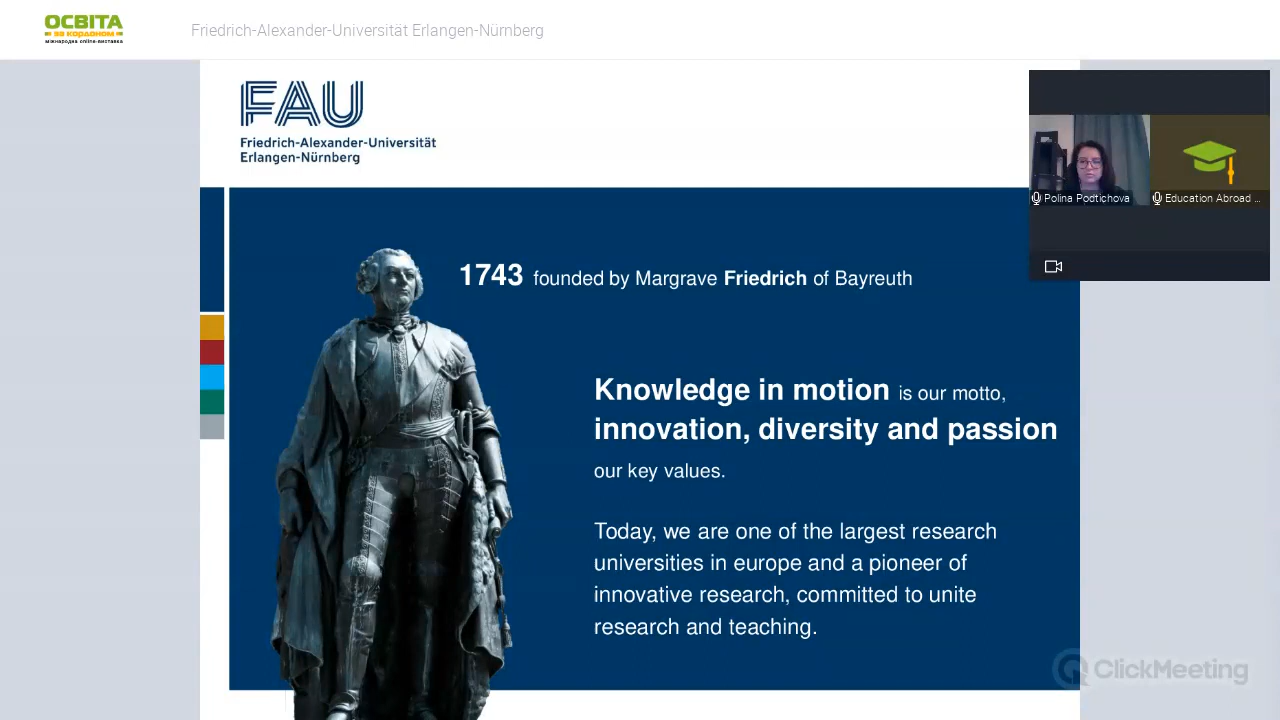 ОСВІТА
ЗА КОРДОНОМ
міжнародна online-виставка
Friedrich-Alexander-Universität Erlangen-Nürnberg
FAU
Friedrich-Alexander-Universität
Erlangen-Nürnberg
Polina Podtichova
Education Abroad ...
1743 founded by Margrave Friedrich of Bayreuth
Knowledge in motion is our motto,
innovation, diversity and passion
our key values.
Today, we are one of the largest research
universities in europe and a pioneer of
innovative research, committed to unite
research and teaching.
ClickMeeting